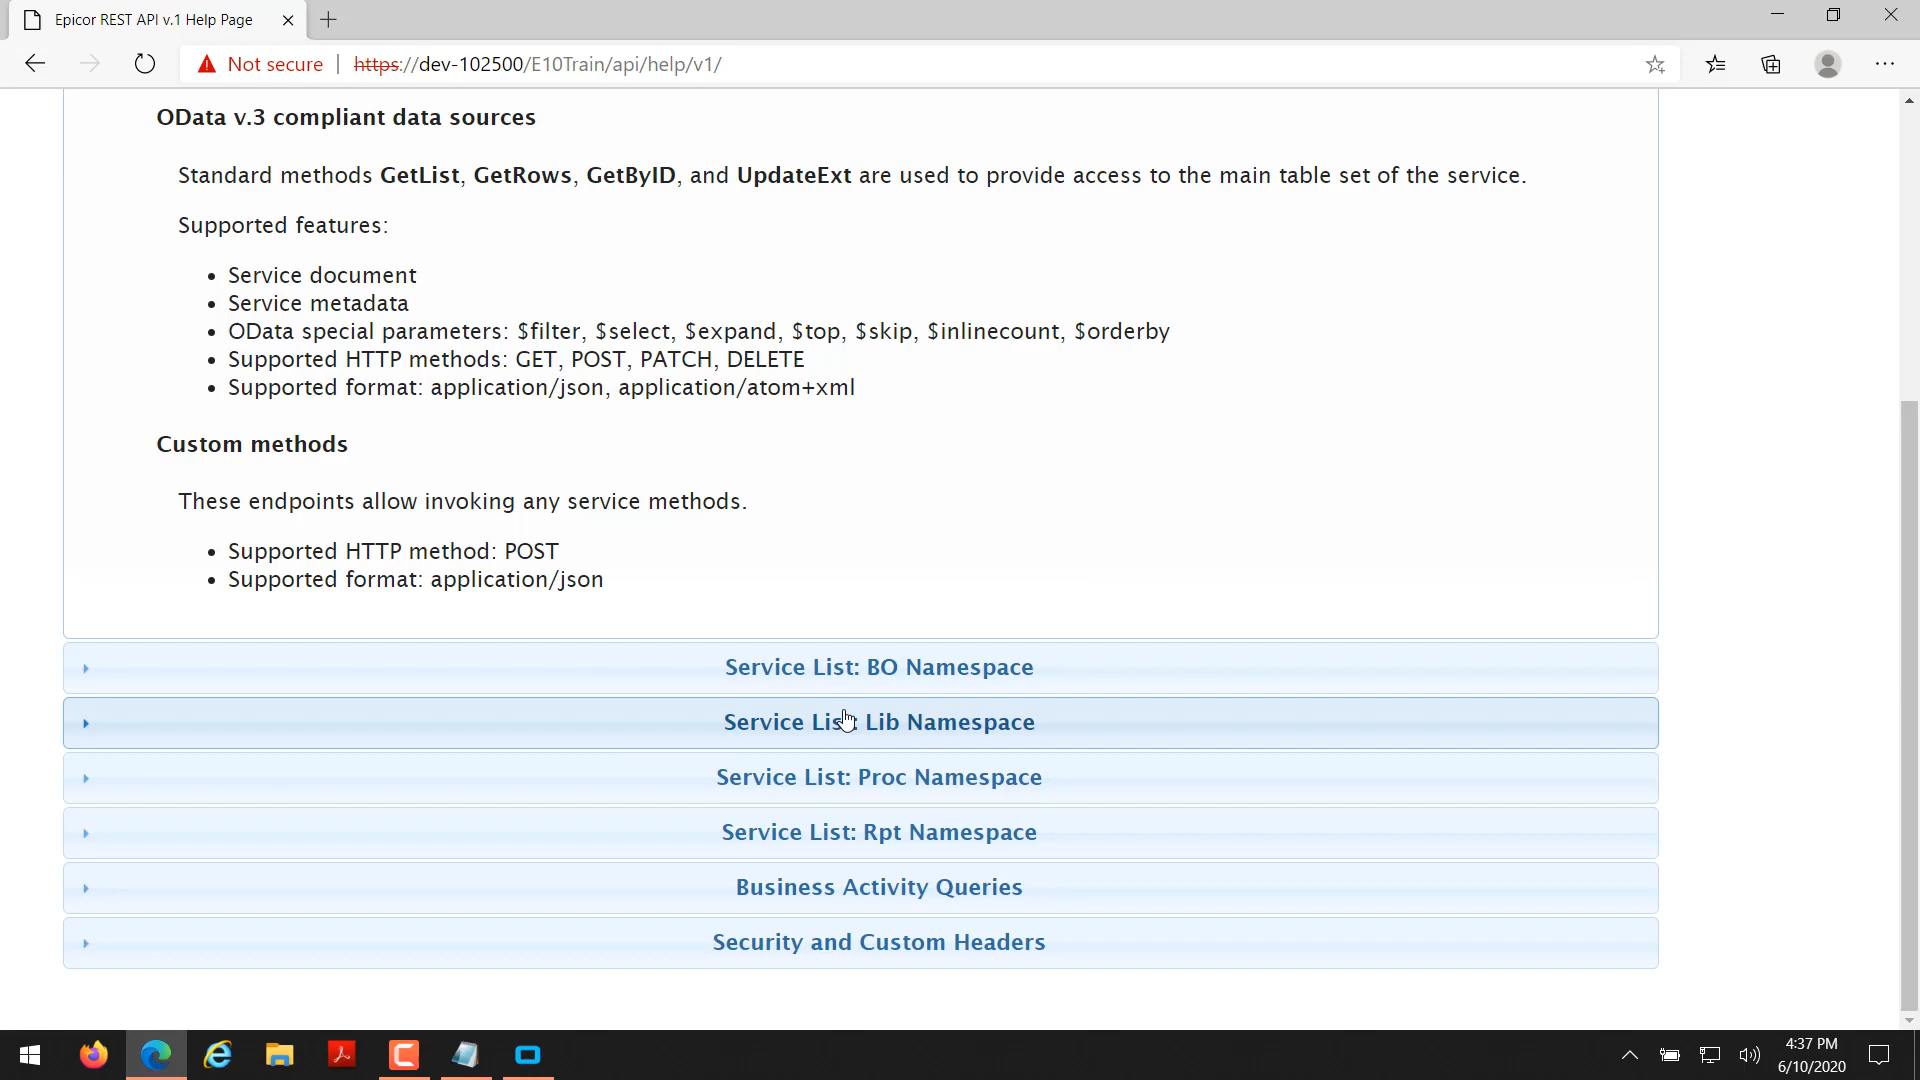 Epicor REST API v.1 Help Page
Not secure | https://dev-102500/E10Train/api/help/v1/
OData v.3 compliant data sources
Standard methods GetList, GetRows, GetByID, and UpdateExt are used to provide access to the main table set of the service.
Supported features:
Service document
Service metadata
OData special parameters: $filter, $select, $expand, $top, $skip, $inlinecount, $orderby
Supported HTTP methods: GET, POST, PATCH, DELETE
Supported format: application/json, application/atom+xml
Custom methods
These endpoints allow invoking any service methods.
Supported HTTP method: POST
Supported format: application/json
Service List: BO Namespace
Service List: Lib Namespace
Service List: Proc Namespace
Service List: Rpt Namespace
Business Activity Queries
Security and Custom Headers
4:37 PM
6/10/2020